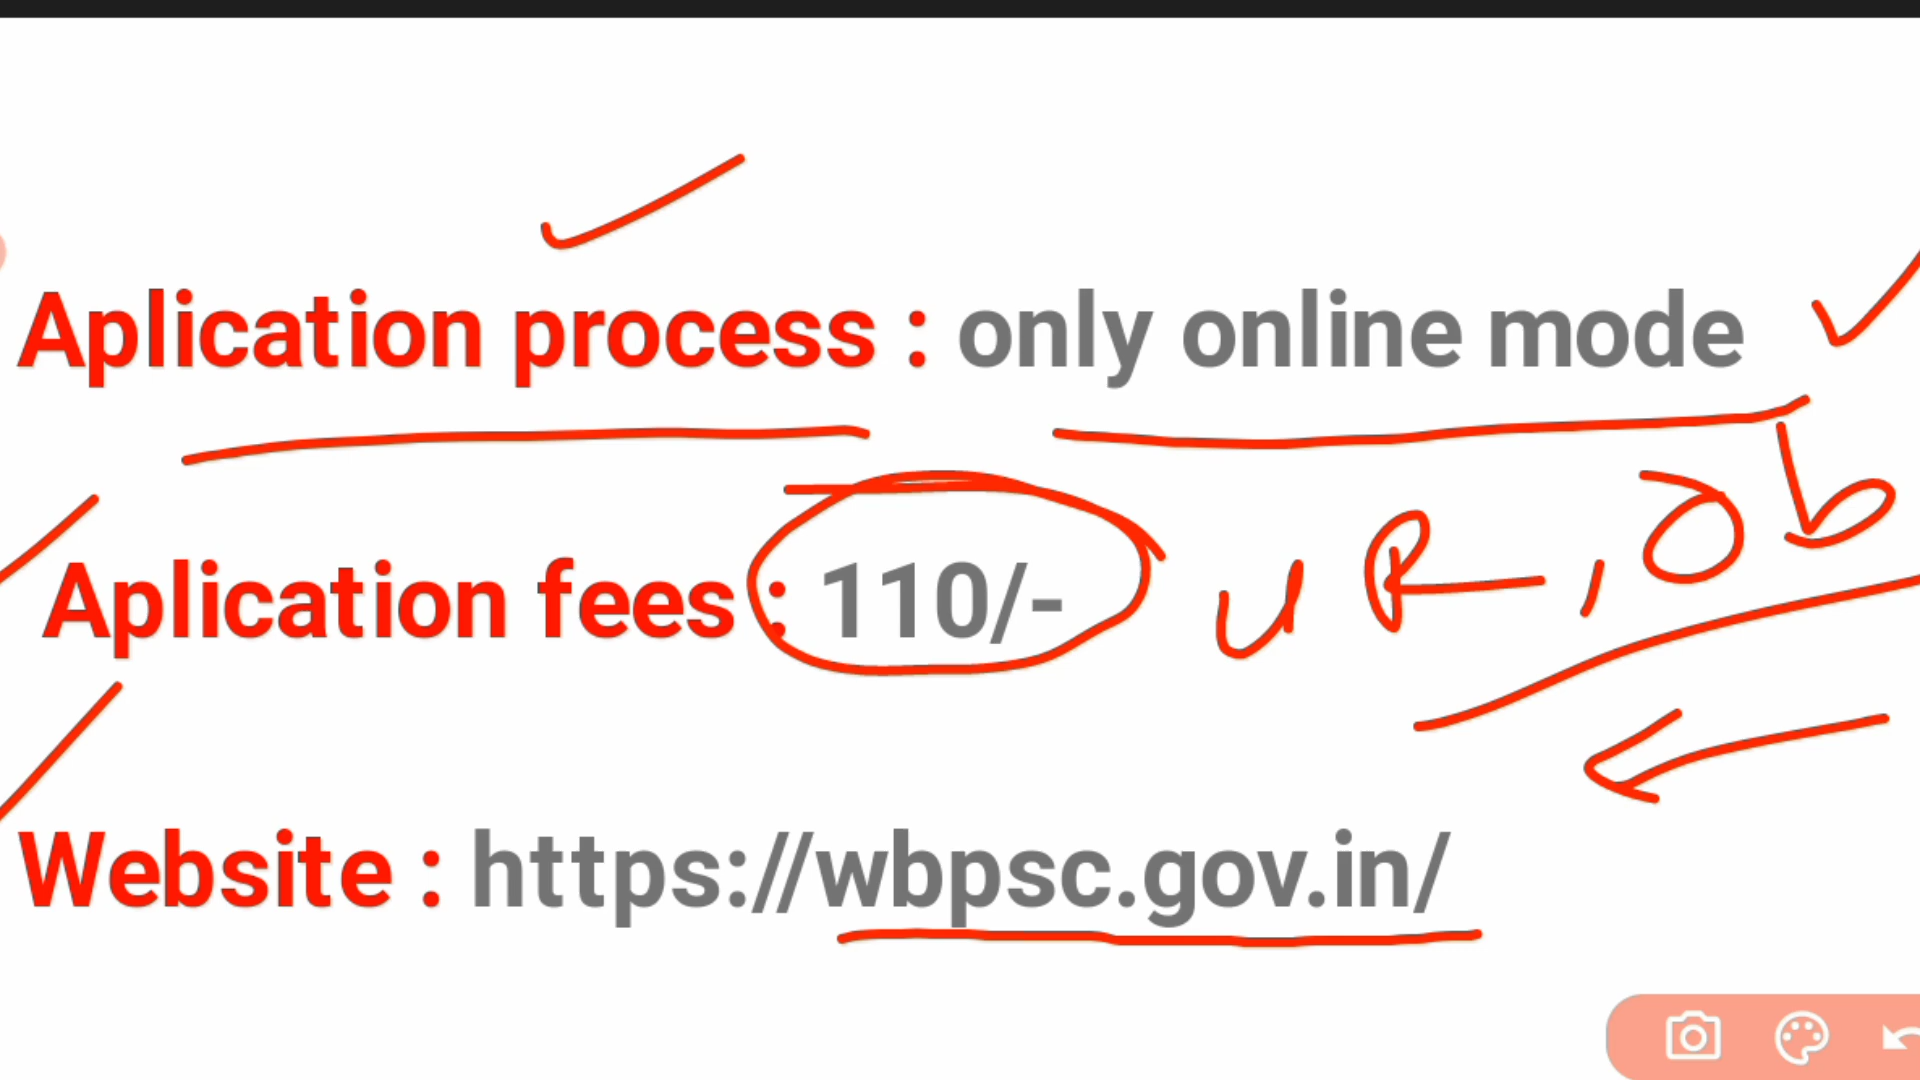 Aplication process : only online mode
Aplication fees : 110/- UR, Ob
Website : https://wbpsc.gov.in/